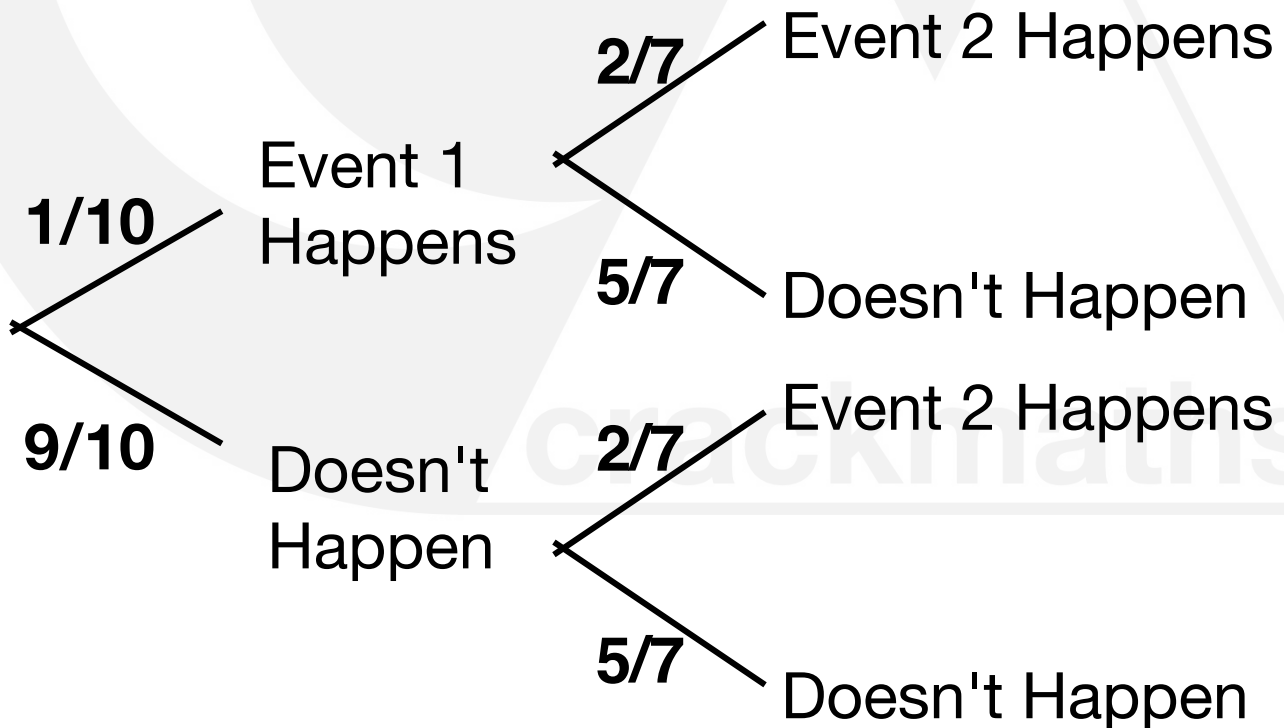 2/7
Event 2 Happens
Event 1
Happens
1/10
5/7
Doesn't Happen
9/10
Doesn't
Happen
2/7
Event 2 Happens
crackmaths
5/7
Doesn't Happen